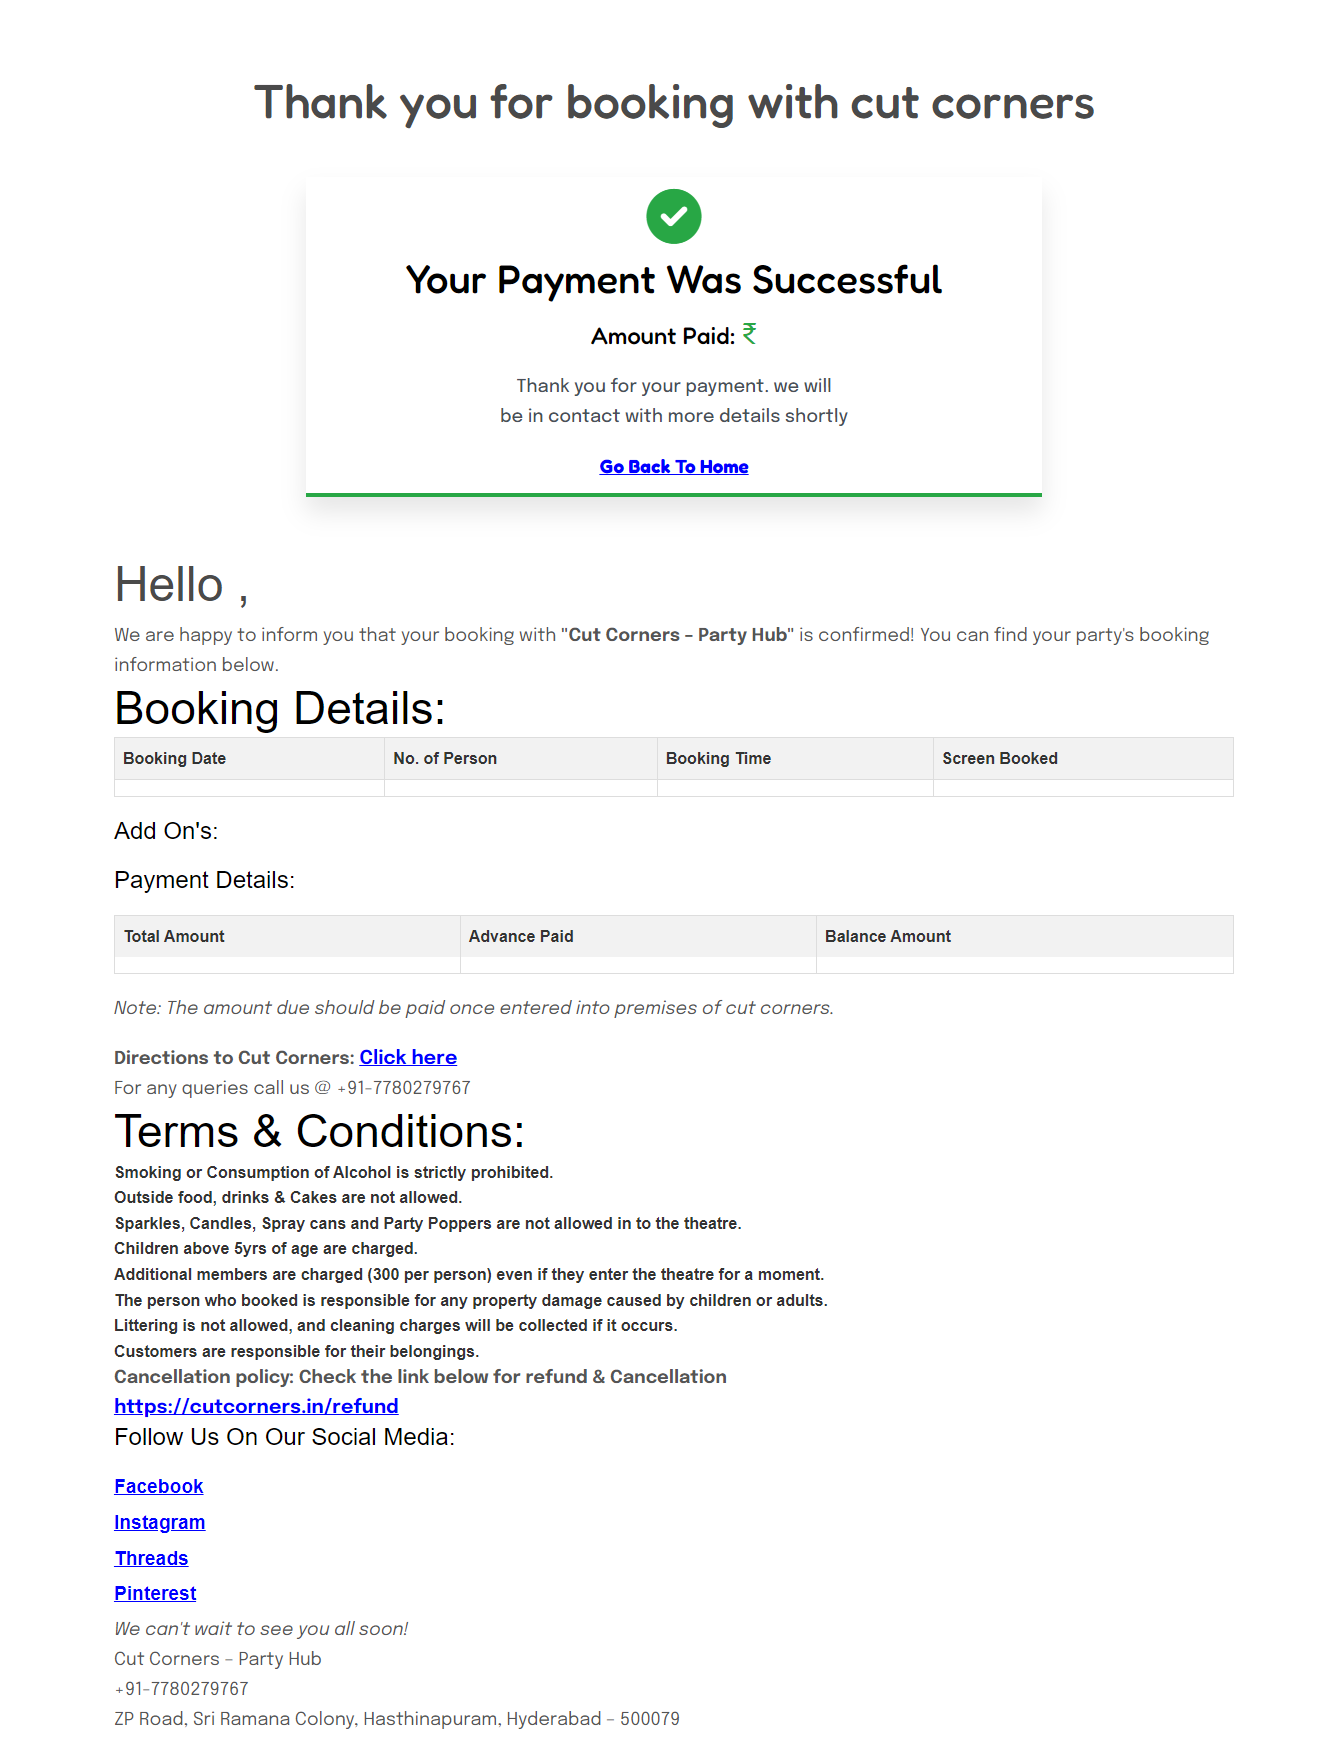 Thank you for booking with cut corners
Your Payment Was Successful
Amount Paid: ₹
Thank you for your payment. we will
be in contact with more details shortly
Go Back To Home
Hello ,
We are happy to inform you that your booking with "Cut Corners – Party Hub" is confirmed! You can find your party's booking
information below.
Booking Details:
Booking Date No. of Person Booking Time Screen Booked
Add On's:
Payment Details:
Total Amount Advance Paid Balance Amount
Note: The amount due should be paid once entered into premises of cut corners.
Directions to Cut Corners: Click here
For any queries call us @ +91-7780279767
Terms & Conditions:
Smoking or Consumption of Alcohol is strictly prohibited.
Outside food, drinks & Cakes are not allowed.
Sparkles, Candles, Spray cans and Party Poppers are not allowed in to the theatre.
Children above 5yrs of age are charged.
Additional members are charged (300 per person) even if they enter the theatre for a moment.
The person who booked is responsible for any property damage caused by children or adults.
Littering is not allowed, and cleaning charges will be collected if it occurs.
Customers are responsible for their belongings.
Cancellation policy: Check the link below for refund & Cancellation
https://cutcorners.in/refund
Follow Us On Our Social Media:
Facebook
Instagram
Threads
Pinterest
We can't wait to see you all soon!
Cut Corners – Party Hub
+91-7780279767
ZP Road, Sri Ramana Colony, Hasthinapuram, Hyderabad – 500079